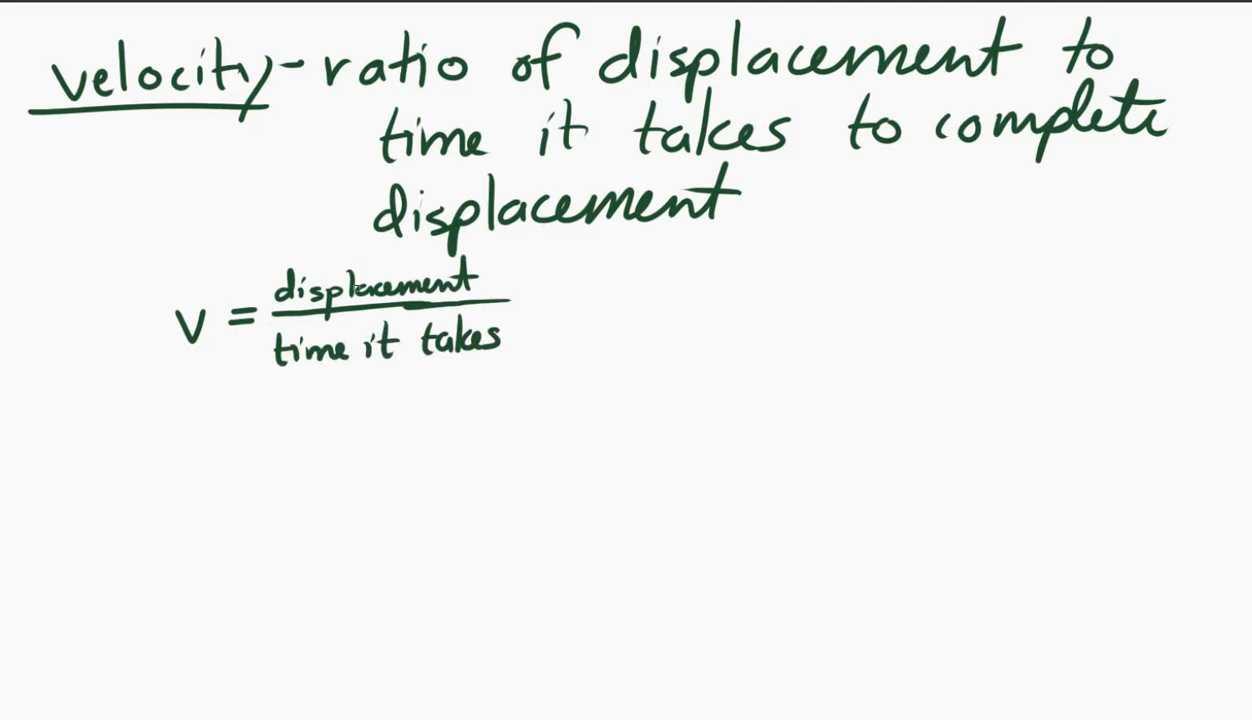 velocity - ratio of displacement to
time it takes to complete
displacement
v = displacement / time it takes